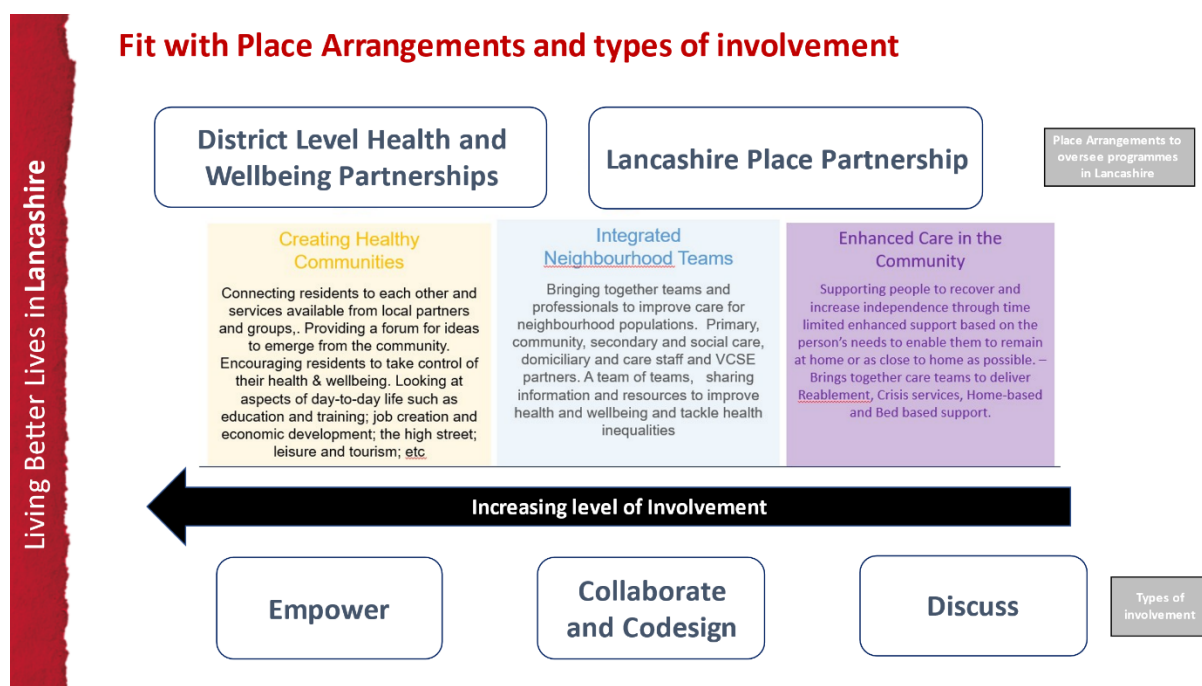 Fit with Place Arrangements and types of involvement
Living Better Lives in Lancashire
District Level Health and
Wellbeing Partnerships
Lancashire Place Partnership
Place Arrangements to
oversee programmes
in Lancashire
Creating Healthy
Communities
Connecting residents to each other and
services available from local partners
and groups,. Providing a forum for ideas
to emerge from the community.
Encouraging residents to take control of
their health & wellbeing. Looking at
aspects of day-to-day life such as
education and training; job creation and
economic development; the high street;
leisure and tourism; etc
Integrated
Neighbourhood Teams
Bringing together teams and
professionals to improve care for
neighbourhood populations. Primary,
community, secondary and social care,
domiciliary and care staff and VCSE
partners. A team of teams, sharing
information and resources to improve
health and wellbeing and tackle health
inequalities
Enhanced Care in the
Community
Supporting people to recover and
increase independence through time
limited enhanced support based on the
person's needs to enable them to remain
at home or as close to home as possible. –
Brings together care teams to deliver
Reablement, Crisis services, Home-based
and Bed based support.
Increasing level of Involvement
Empower
Collaborate
and Codesign
Discuss
Types of
involvement